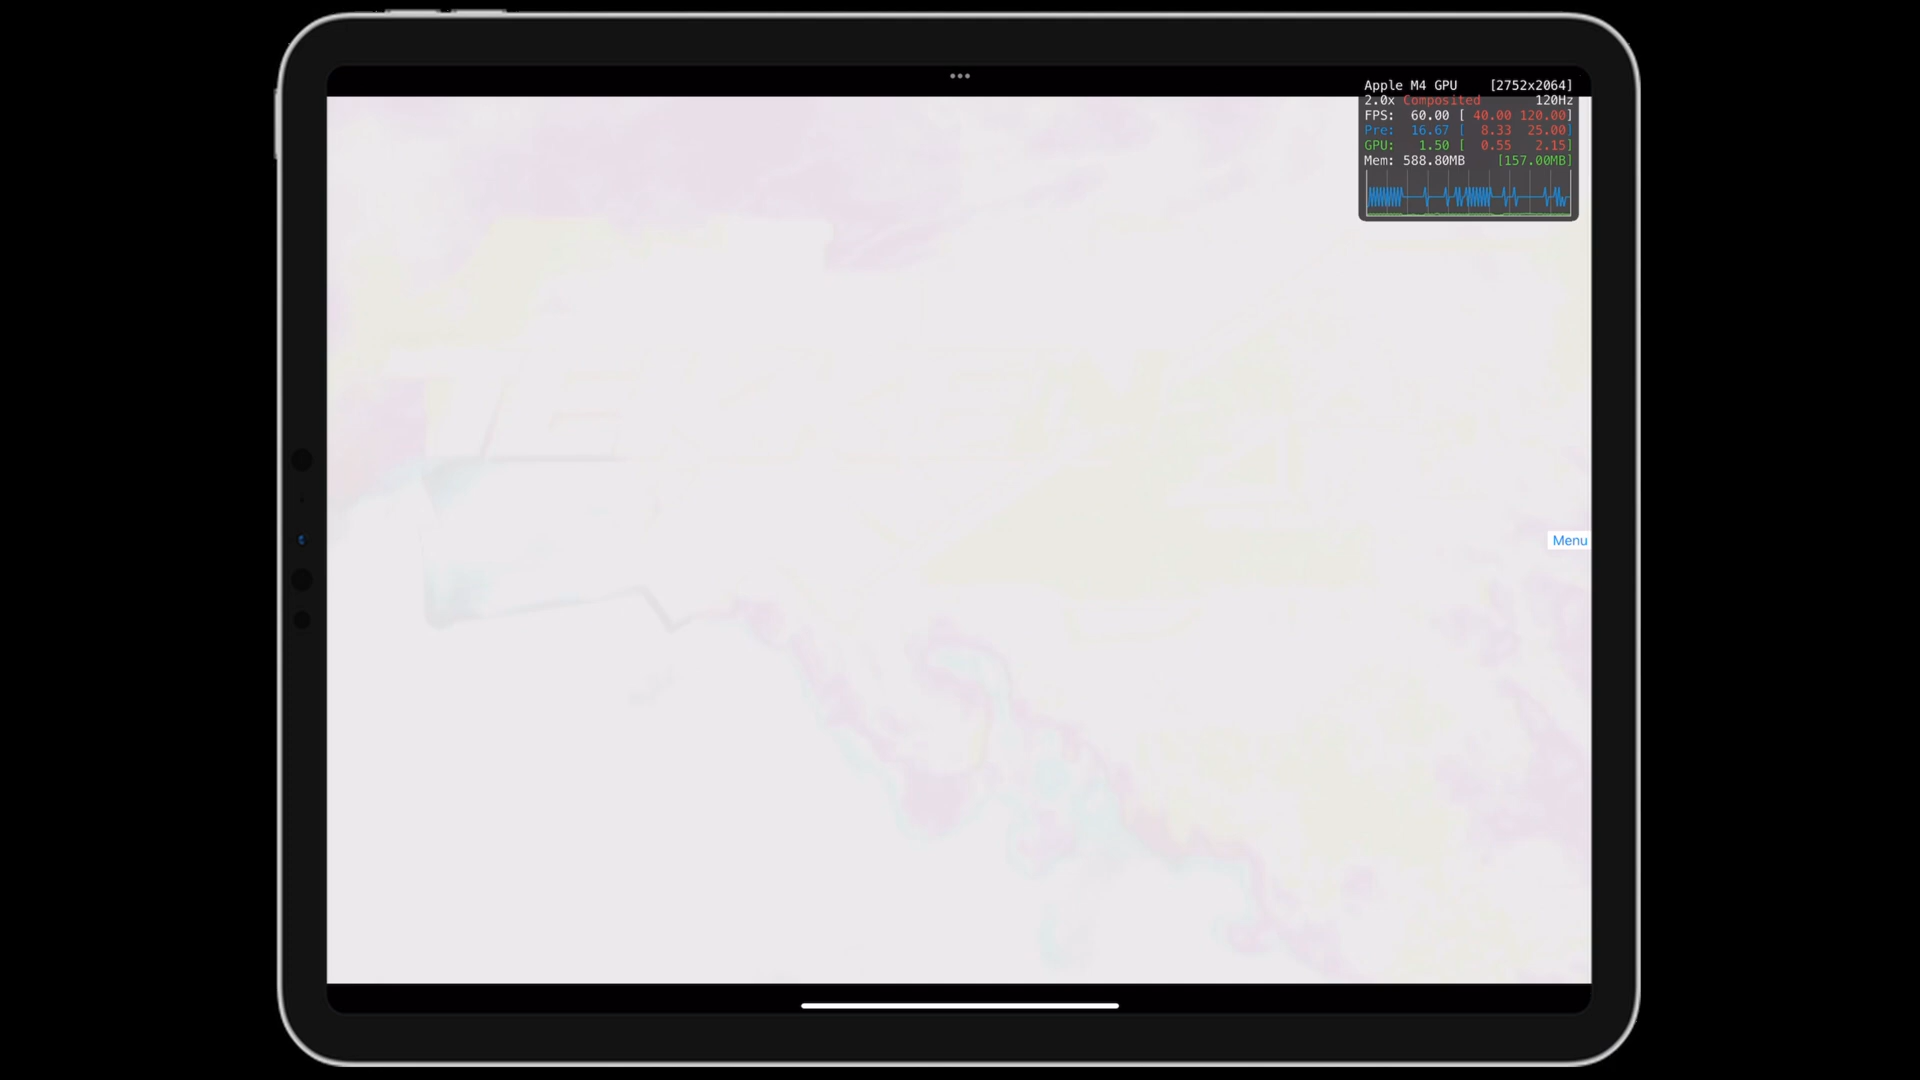 Apple M4 GPU [2752x2064]
2.0x Composited 120Hz
FPS: 60.00 [ 40.00 120.00]
Pre: 16.67 [ 8.33 25.00]
GPU: 1.50 [ 0.55 2.15]
Mem: 588.80MB [157.00MB]
Menu